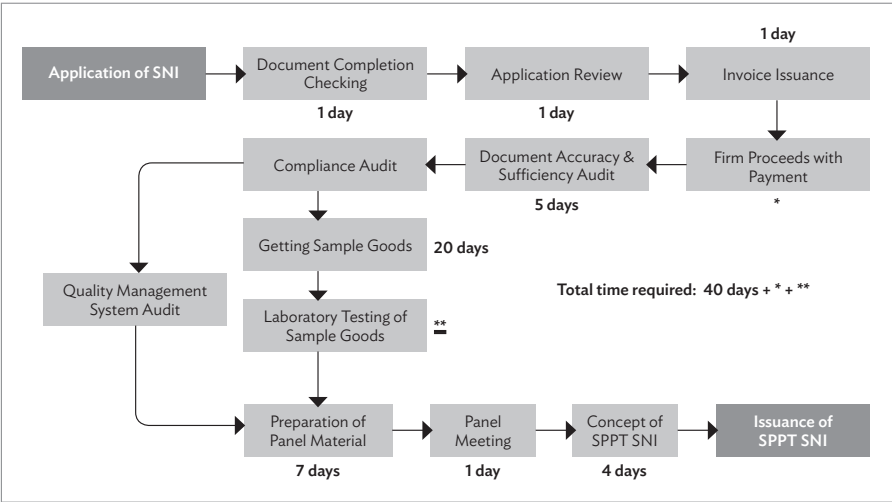 1 day
Application of SNI
Document Completion
Checking
Application Review
Invoice Issuance
1 day
1 day
Compliance Audit
Document Accuracy &
Sufficiency Audit
Firm Proceeds with
Payment
5 days
*
Getting Sample Goods
20 days
Quality Management
System Audit
Total time required: 40 days + * + **
Laboratory Testing of
Sample Goods
**
Preparation of
Panel Material
Panel
Meeting
Concept of
SPPT SNI
Issuance of
SPPT SNI
7 days
1 day
4 days